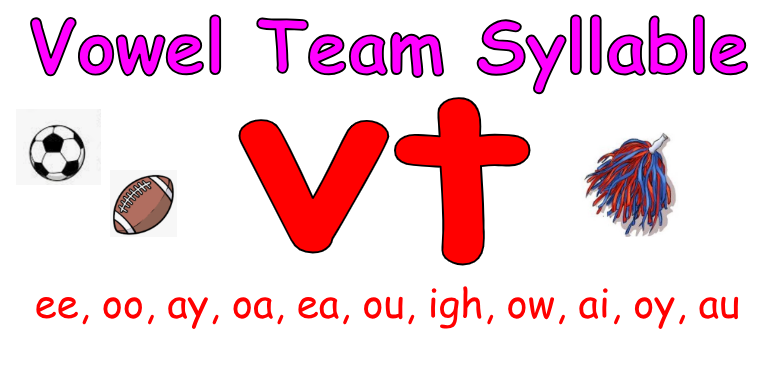 Vowel Team Syllable
vt
ee, oo, ay, oa, ea, ou, igh, ow, ai, oy, au